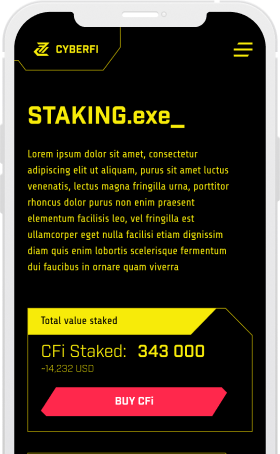 CYBERFI
STAKING.exe_
Lorem ipsum dolor sit amet, consectetur
adipiscing elit ut aliquam, purus sit amet luctus
venenatis, lectus magna fringilla urna, porttitor
rhoncus dolor purus non enim praesent
elementum facilisis leo, vel fringilla est
ullamcorper eget nulla facilisi etiam dignissim
diam quis enim lobortis scelerisque fermentum
dui faucibus in ornare quam viverra
Total value staked
CFi Staked: 343 000
~14,232 USD
BUY CFi